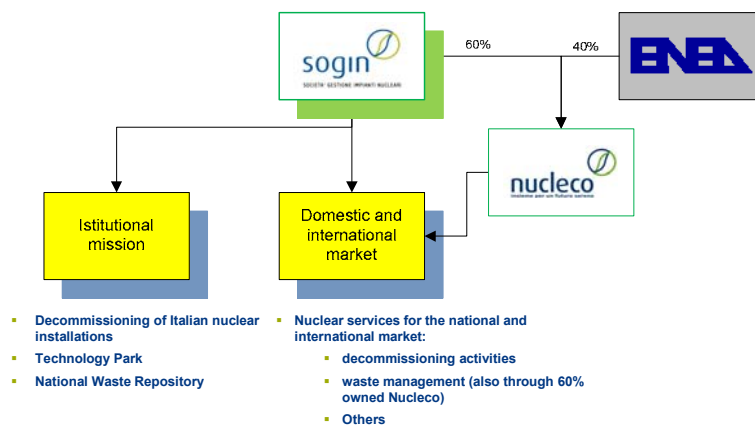 sogin
SOCIETA' GESTIONE IMPIANTI NUCLEARI
60%
40%
ENEA
nucleco
insieme per un futuro sereno
Istitutional
mission
Domestic and
international
market
Decommissioning of Italian nuclear
installations
Technology Park
National Waste Repository
Nuclear services for the national and
international market:
decommissioning activities
waste management (also through 60%
owned Nucleco)
Others